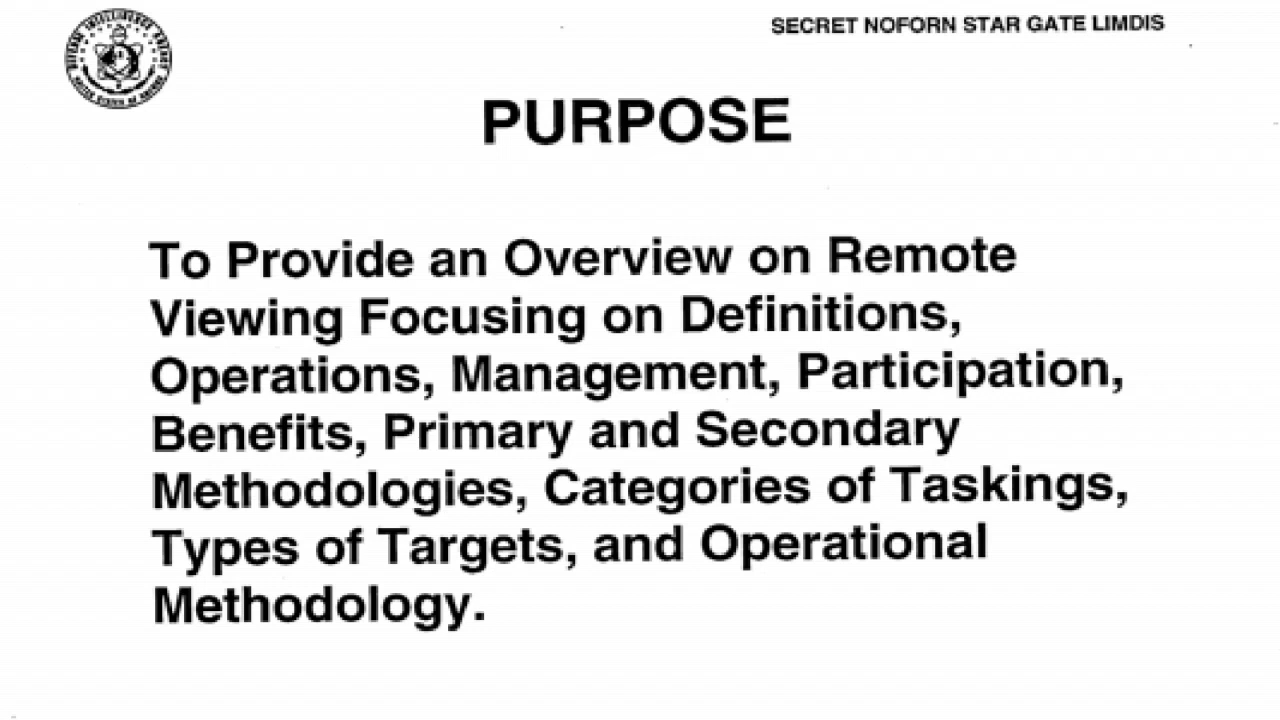 SECRET NOFORN STAR GATE LIMDIS
PURPOSE
To Provide an Overview on Remote
Viewing Focusing on Definitions,
Operations, Management, Participation,
Benefits, Primary and Secondary
Methodologies, Categories of Taskings,
Types of Targets, and Operational
Methodology.